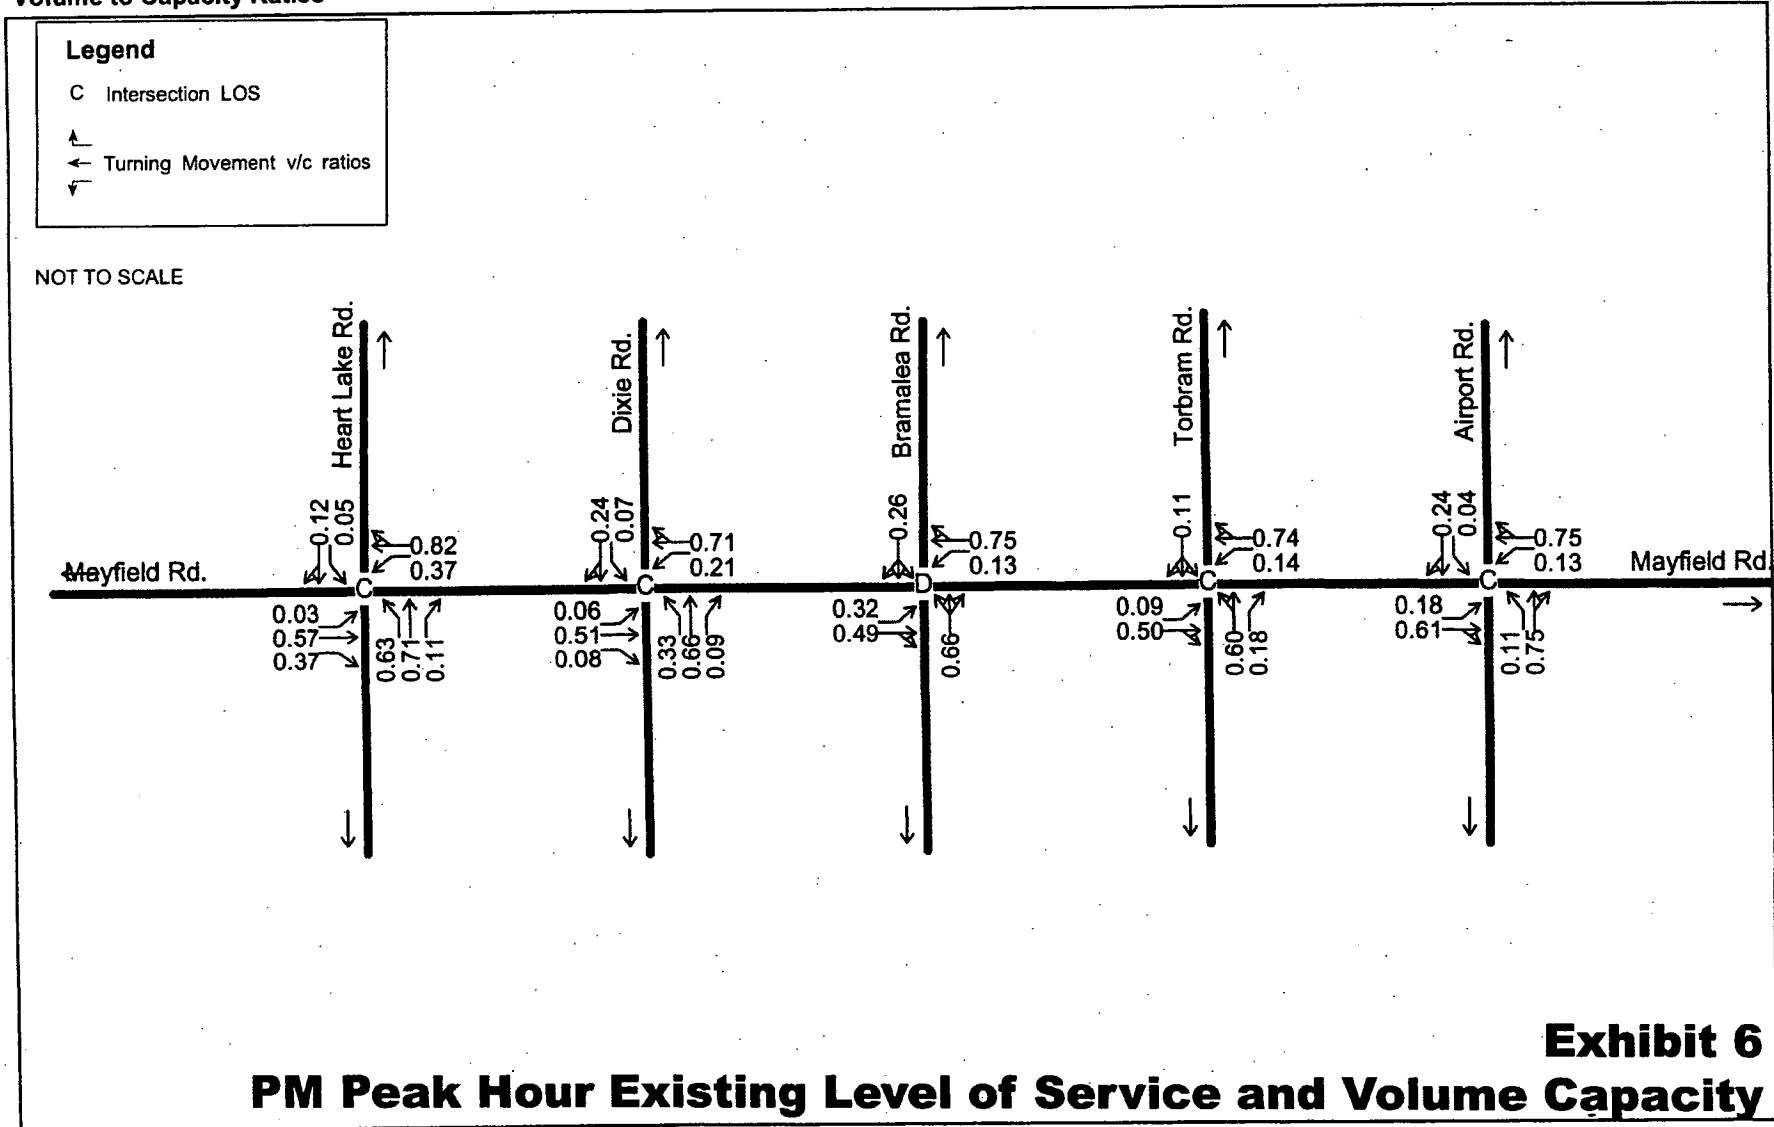 Volume to Capacity Ratios
Legend
C Intersection LOS
Turning Movement v/c ratios
NOT TO SCALE
Heart Lake Rd.
Dixie Rd.
Bramalea Rd.
Torbram Rd.
Airport Rd.
0.12
0.05
0.24
0.07
0.26
0.11
0.24
0.04
0.82
0.37
0.71
0.21
0.75
0.13
0.74
0.14
0.75
0.13
Mayfield Rd.
Mayfield Rd.
C
C
D
C
C
0.03
0.57
0.37
0.63
0.71
0.11
0.06
0.51
0.08
0.33
0.66
0.09
0.32
0.49
0.66
0.09
0.50
0.60
0.18
0.18
0.61
0.11
0.75
Exhibit 6
PM Peak Hour Existing Level of Service and Volume Capacity